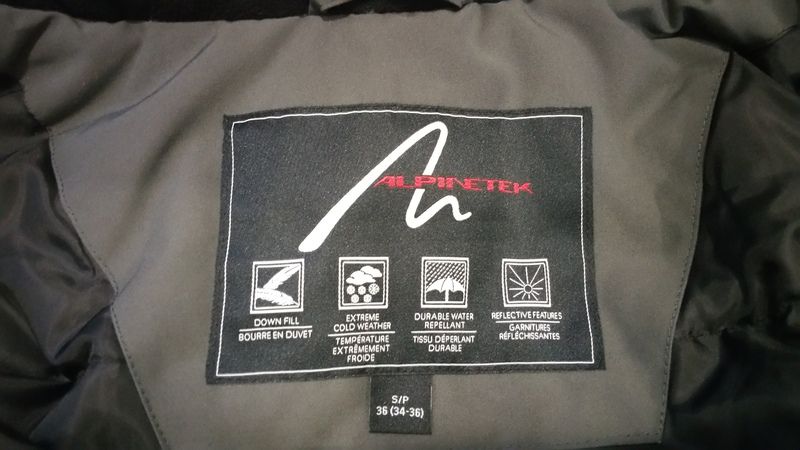 ALPINETEK
DOWN FILL
BOURRE EN DUVET
EXTREME
COLD WEATHER
TEMPÉRATURE
EXTRÊMEMENT
FROIDE
DURABLE WATER
REPELLANT
TISSU DÉPERLANT
DURABLE
REFLECTIVE FEATURES
GARNITURES
RÉFLÉCHISSANTES
S/P
36 (34-36)